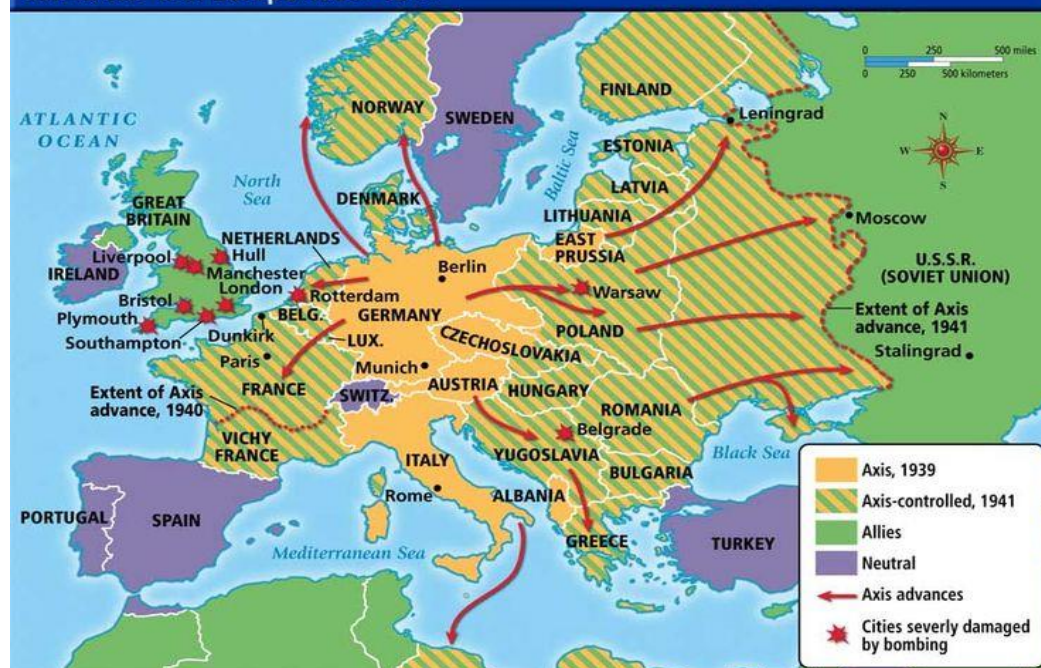 ATLANTIC
OCEAN
North
Sea
Baltic Sea
NORWAY
SWEDEN
FINLAND
Leningrad
ESTONIA
LATVIA
LITHUANIA
EAST
PRUSSIA
Moscow
U.S.S.R.
(SOVIET UNION)
Extent of Axis
advance, 1941
Stalingrad
0 250 500 miles
0 250 500 kilometers
N
W
E
S
DENMARK
GREAT
BRITAIN
IRELAND
Liverpool
Hull
Manchester
London
Bristol
Plymouth
Southampton
NETHERLANDS
Rotterdam
BELG.
Dunkirk
LUX.
Paris
FRANCE
Extent of Axis
advance, 1940
VICHY
FRANCE
Berlin
GERMANY
Munich
Warsaw
POLAND
CZECHOSLOVAKIA
SWITZ.
AUSTRIA
HUNGARY
ROMANIA
Belgrade
YUGOSLAVIA
BULGARIA
Black Sea
ITALY
Rome
ALBANIA
GREECE
TURKEY
PORTUGAL
SPAIN
Mediterranean Sea
Axis, 1939
Axis-controlled, 1941
Allies
Neutral
Axis advances
Cities severly damaged
by bombing